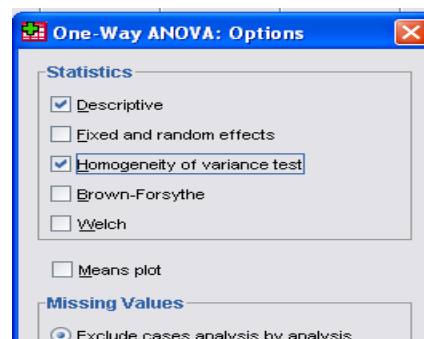 One-Way ANOVA: Options
Statistics
Descriptive
Fixed and random effects
Homogeneity of variance test
Brown-Forsythe
Welch
Means plot
Missing Values
Exclude cases analysis by analysis